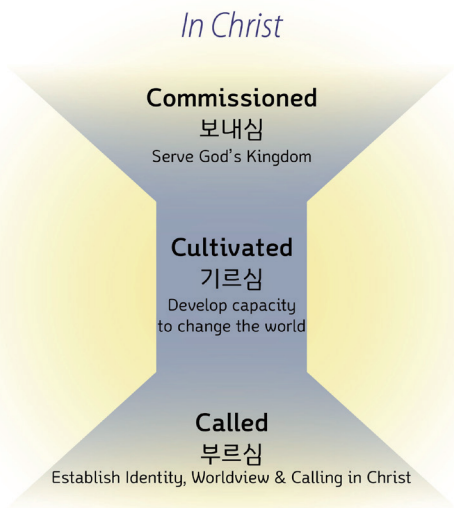 In Christ
Commissioned
보내심
Serve God's Kingdom
Cultivated
기르심
Develop capacity
to change the world
Called
부르심
Establish Identity, Worldview & Calling in Christ